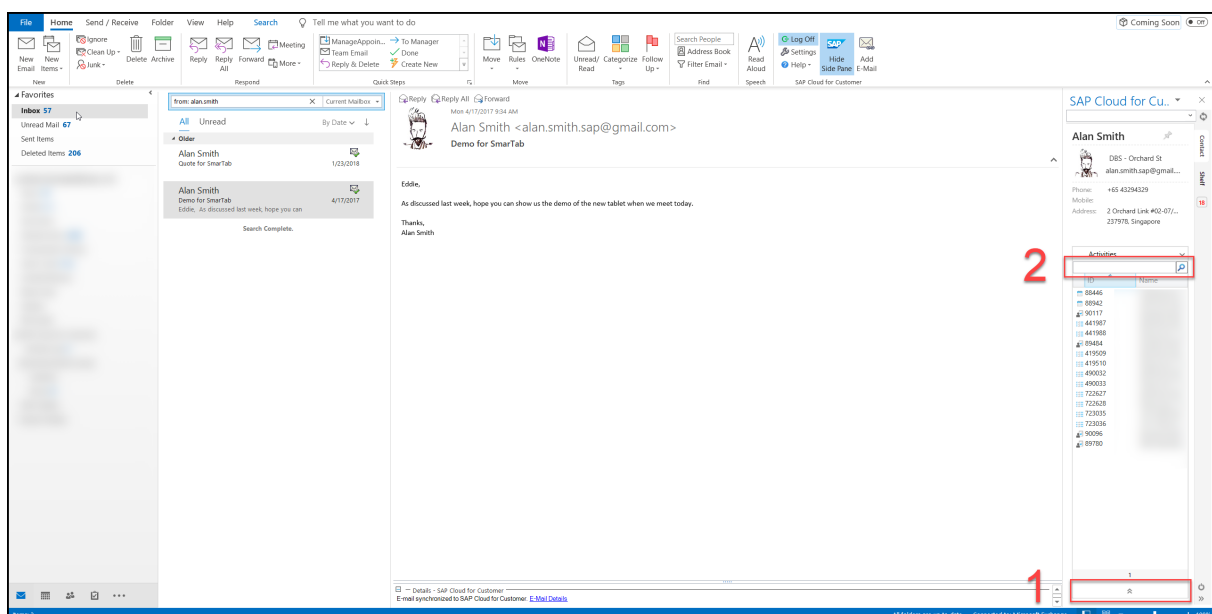 File Home Send / Receive Folder View Help Search Tell me what you want to do Coming Soon Off
New Email
New Items
New
Ignore
Clean Up
Junk
Delete
Archive
Delete
Reply
Reply All
Forward
Meeting
More
Respond
ManageAppoin...
Team Email
Reply & Delete
To Manager
Done
Create New
Quick Steps
Move
Rules
OneNote
Move
Unread/ Read
Categorize
Follow Up
Tags
Search People
Address Book
Filter Email
Find
Read Aloud
Speech
Log Off
Settings
Help
SAP
Hide Side Pane
Add E-Mail
SAP Cloud for Customer
Favorites
Inbox 57
Unread Mail 67
Sent Items
Deleted Items 206
from: alan.smith Current Mailbox
All Unread By Date
Older
Alan Smith
Quote for SmarTab 1/23/2018
Alan Smith
Demo for SmarTab 4/17/2017
Eddie, As discussed last week, hope you can
Search Complete.
Reply Reply All Forward
Mon 4/17/2017 9:34 AM
Alan Smith <alan.smith.sap@gmail.com>
Demo for SmarTab
Eddie,
As discussed last week, hope you can show us the demo of the new tablet when we meet today.
Thanks,
Alan Smith
Details - SAP Cloud for Customer
E-mail synchronized to SAP Cloud for Customer. E-Mail Details
SAP Cloud for Cu..
Alan Smith
DBS - Orchard St
alan.smith.sap@gmail....
Phone: +65 43294329
Mobile:
Address: 2 Orchard Link #02-07/...
237978, Singapore
Activities
2
ID Name
88446
88942
90117
441987
441988
89484
419509
419510
490032
490033
722627
722628
723035
723036
90096
89780
1
1
Contact
Shelf
18